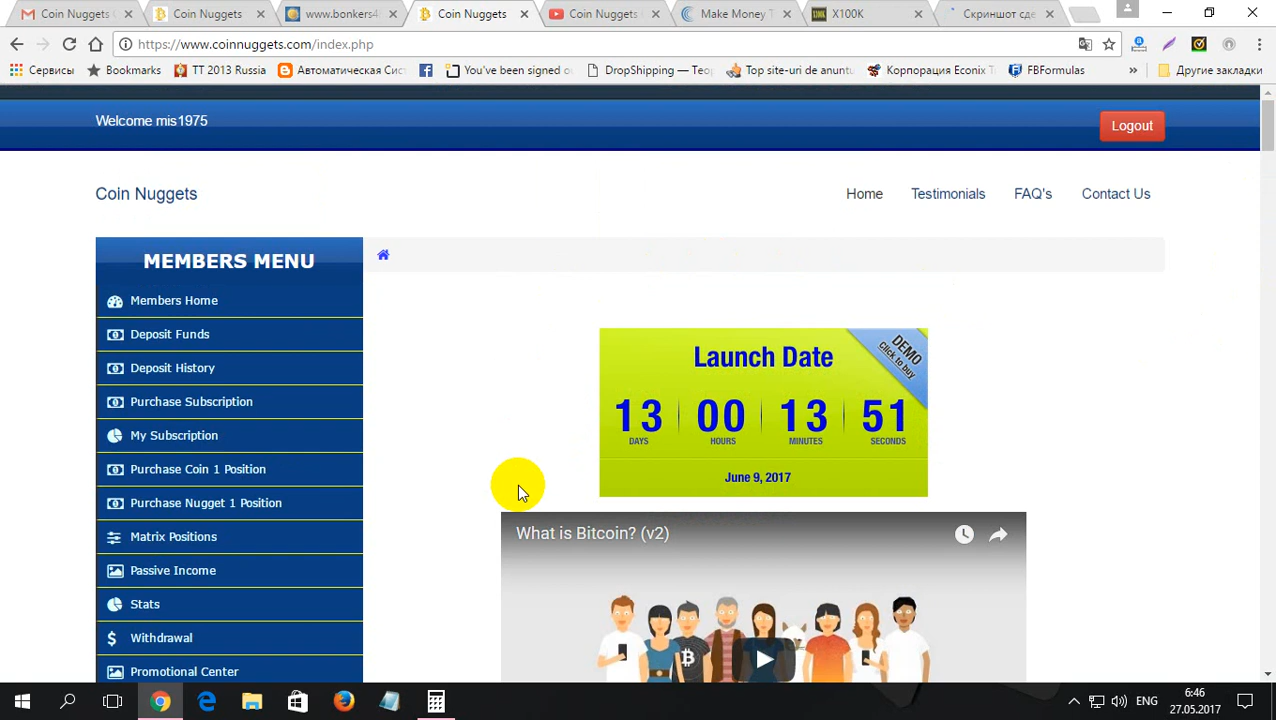 Coin Nuggets
Coin Nuggets
www.bonkers4
Coin Nuggets
Coin Nuggets
Make Money T
X100K
Скриншот сде
https://www.coinnuggets.com/index.php
Сервисы
Bookmarks
TT 2013 Russia
Автоматическая Сис
You've been signed o
DropShipping — Teop
Top site-uri de anuntu
Корпорация Econix T
FBFormulas
Другие закладки
Welcome mis1975
Logout
Coin Nuggets
Home
Testimonials
FAQ's
Contact Us
MEMBERS MENU
Members Home
Deposit Funds
Deposit History
Purchase Subscription
My Subscription
Purchase Coin 1 Position
Purchase Nugget 1 Position
Matrix Positions
Passive Income
Stats
Withdrawal
Promotional Center
Launch Date
DEMO
Click to buy
13 00 13 51
DAYS HOURS MINUTES SECONDS
June 9, 2017
What is Bitcoin? (v2)
ENG
6:46
27.05.2017